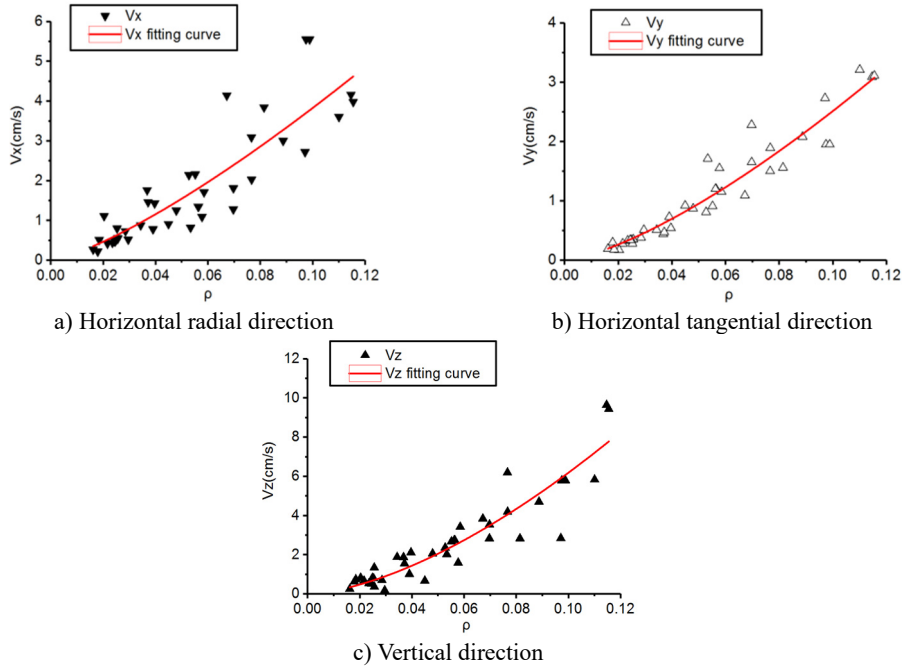 Vx
Vx fitting curve
6
5
4
3
2
1
0
Vx(cm/s)
0.00 0.02 0.04 0.06 0.08 0.10 0.12
ρ
a) Horizontal radial direction
Vy
Vy fitting curve
4
3
2
1
0
Vy(cm/s)
0.00 0.02 0.04 0.06 0.08 0.10 0.12
ρ
b) Horizontal tangential direction
Vz
Vz fitting curve
12
10
8
6
4
2
0
Vz(cm/s)
0.00 0.02 0.04 0.06 0.08 0.10 0.12
ρ
c) Vertical direction